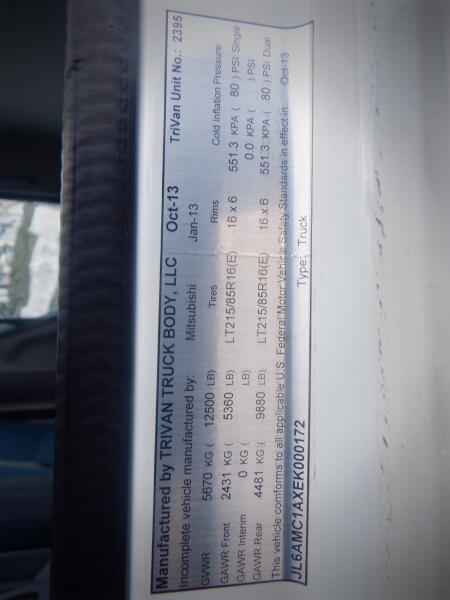 Manufactured by TRIVAN TRUCK BODY, LLC Oct-13 TriVan Unit No.: 2395
Incomplete vehicle manufactured by: Mitsubishi Jan-13
GVWR 5670 KG ( 12500 LB) Tires Rims Cold Inflation Pressure
GAWR Front 2431 KG ( 5360 LB) LT215/85R16(E) 16 x 6 551.3 KPA ( 80 ) PSI Single
GAWR Interim 0 KG ( LB) 0.0 KPA ( ) PSI
GAWR Rear 4481 KG ( 9880 LB) LT215/85R16(E) 16 x 6 551.3 KPA ( 80 ) PSI Dual
This vehicle comforms to all applicable U.S. Federal Motor Vehicle Safety Standards in effect in: Oct-13
JL6AMC1AXEK000172 Type: Truck